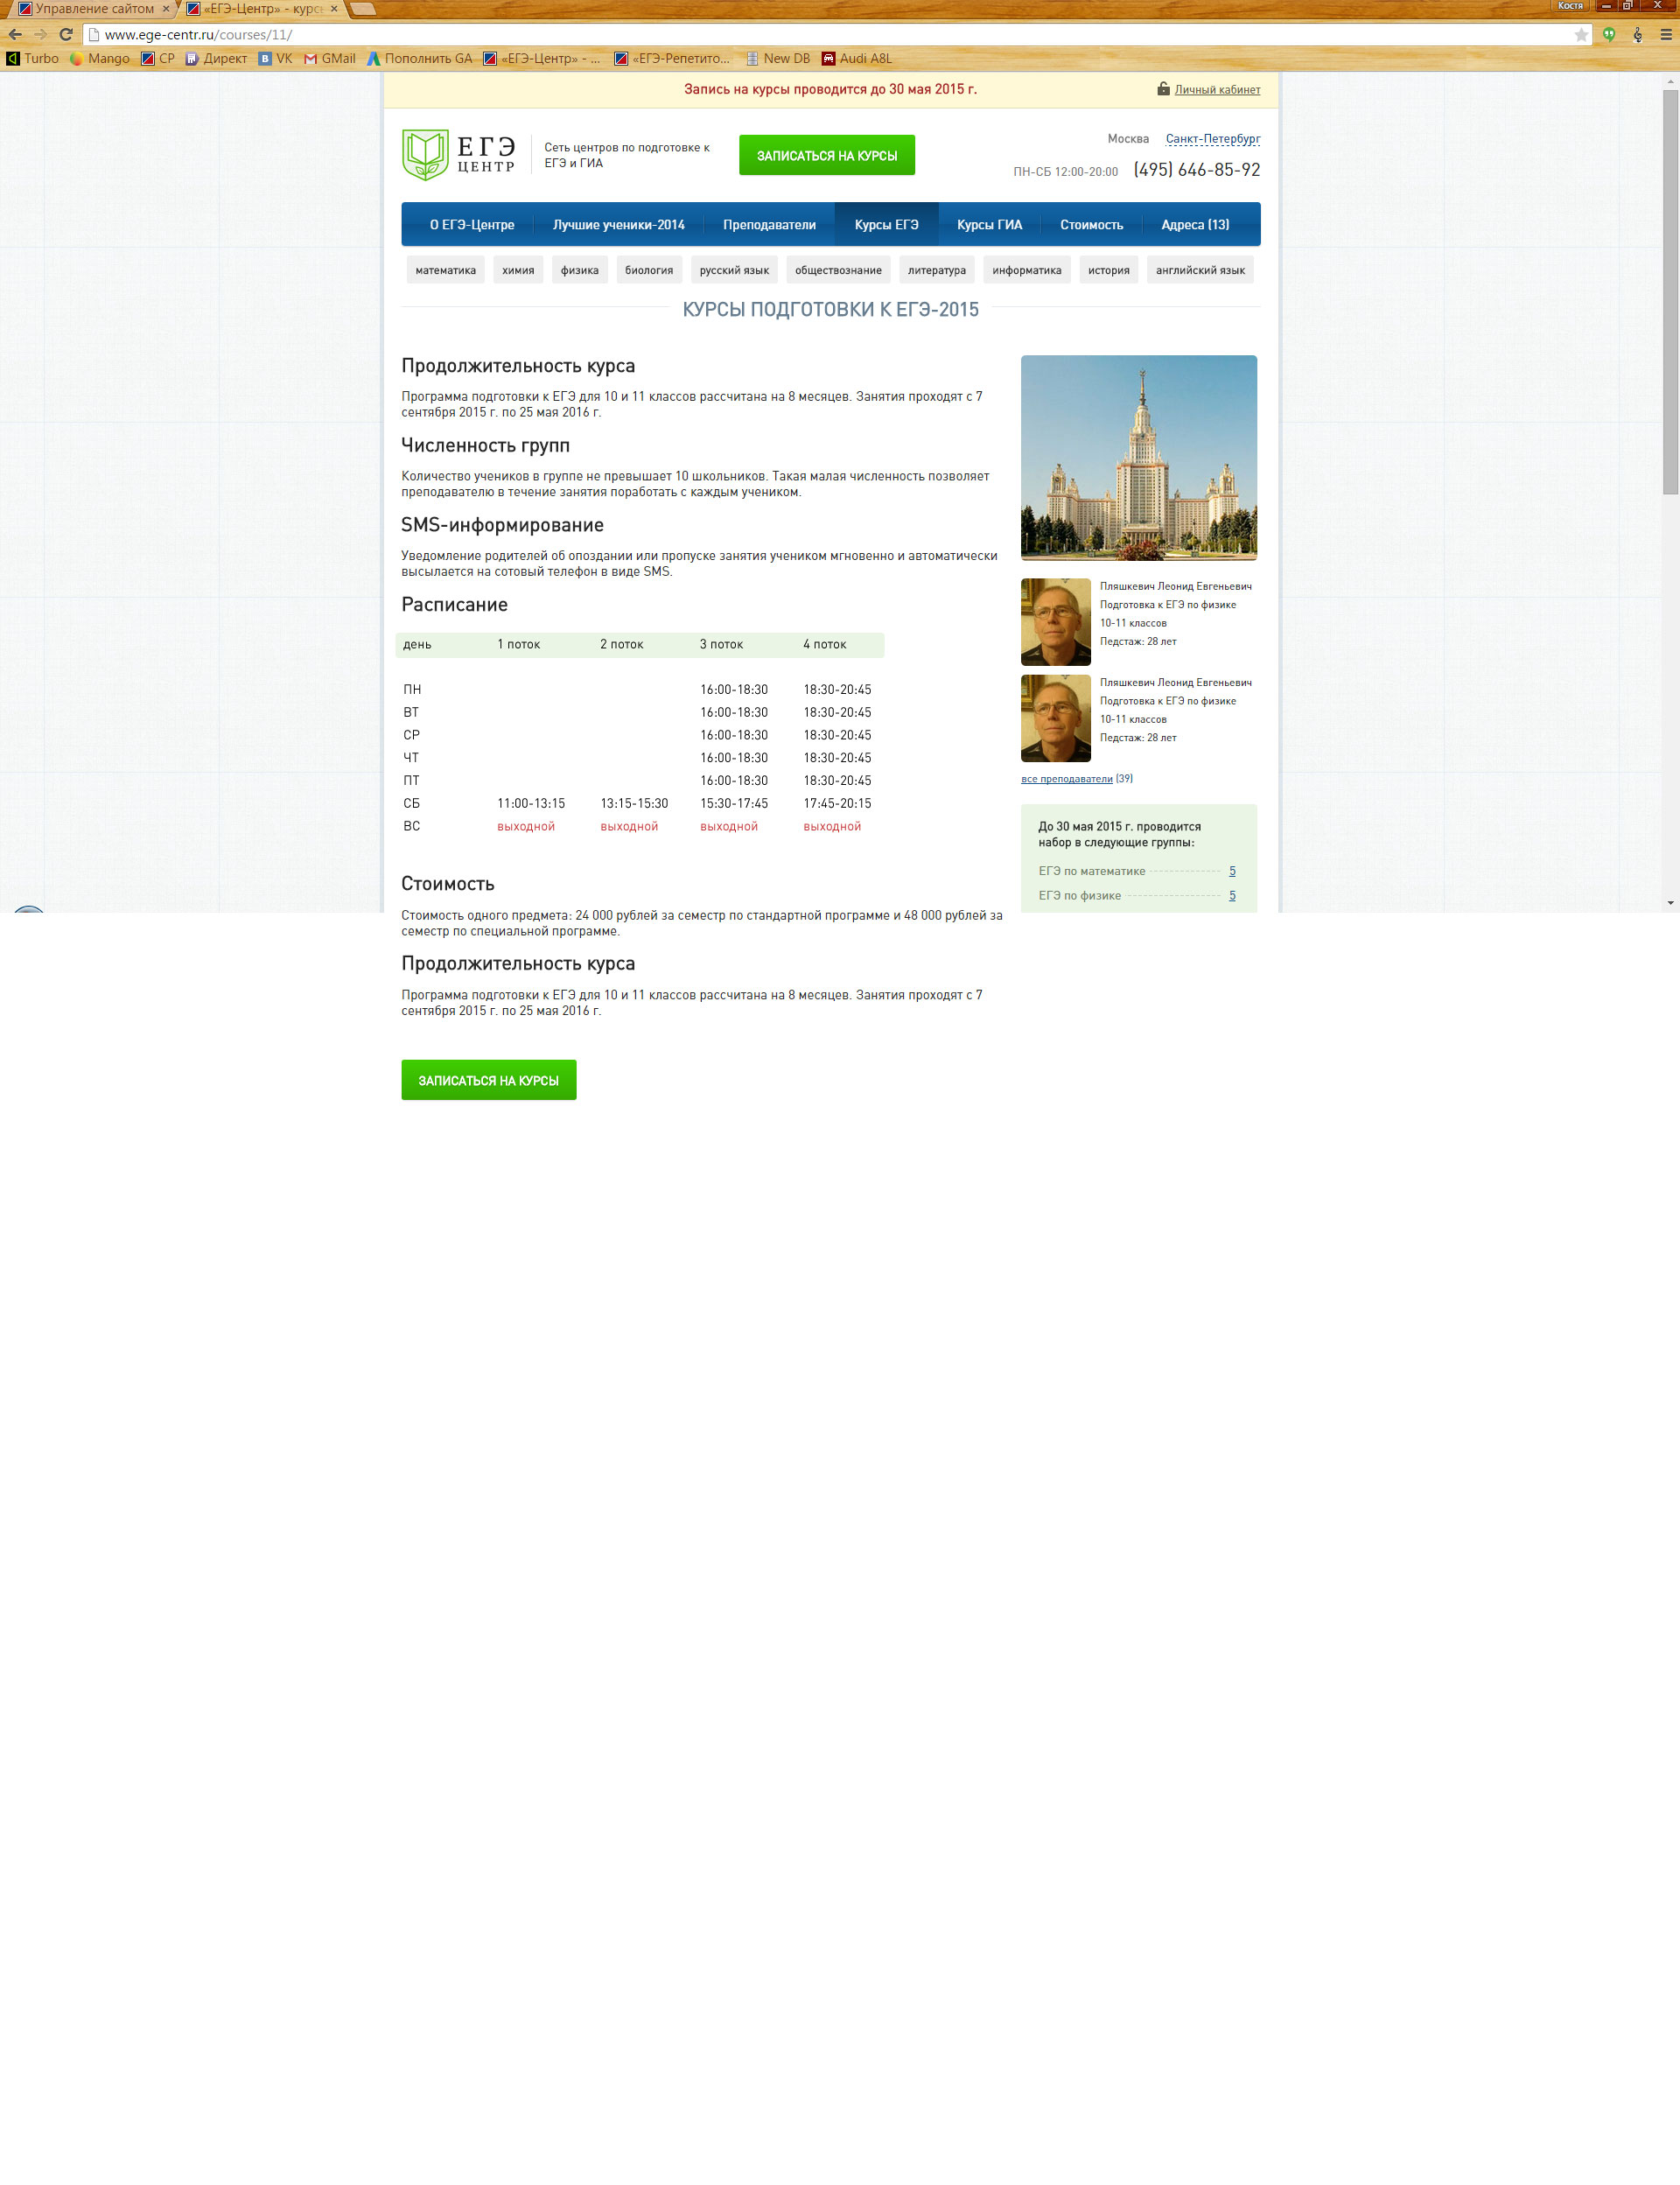 Управление сайтом
«ЕГЭ-Центр» - курс
Костя
www.ege-centr.ru/courses/11/
Turbo
Mango
CP
Директ
VK
GMail
Пополнить GA
«ЕГЭ-Центр» - ...
«ЕГЭ-Репетито...
New DB
Audi A8L
Запись на курсы проводится до 30 мая 2015 г.
Личный кабинет
ЕГЭ
ЦЕНТР
Сеть центров по подготовке к
ЕГЭ и ГИА
ЗАПИСАТЬСЯ НА КУРСЫ
Москва Санкт-Петербург
ПН-СБ 12:00-20:00 (495) 646-85-92
О ЕГЭ-Центре Лучшие ученики-2014 Преподаватели Курсы ЕГЭ Курсы ГИА Стоимость Адреса (13)
математика химия физика биология русский язык обществознание литература информатика история английский язык
КУРСЫ ПОДГОТОВКИ К ЕГЭ-2015
Продолжительность курса
Программа подготовки к ЕГЭ для 10 и 11 классов рассчитана на 8 месяцев. Занятия проходят с 7
сентября 2015 г. по 25 мая 2016 г.
Численность групп
Количество учеников в группе не превышает 10 школьников. Такая малая численность позволяет
преподавателю в течение занятия поработать с каждым учеником.
SMS-информирование
Уведомление родителей об опоздании или пропуске занятия учеником мгновенно и автоматически
высылается на сотовый телефон в виде SMS.
Расписание
день 1 поток 2 поток 3 поток 4 поток
ПН 16:00-18:30 18:30-20:45
ВТ 16:00-18:30 18:30-20:45
СР 16:00-18:30 18:30-20:45
ЧТ 16:00-18:30 18:30-20:45
ПТ 16:00-18:30 18:30-20:45
СБ 11:00-13:15 13:15-15:30 15:30-17:45 17:45-20:15
ВС выходной выходной выходной выходной
Стоимость
Стоимость одного предмета: 24 000 рублей за семестр по стандартной программе и 48 000 рублей за
семестр по специальной программе.
Продолжительность курса
Программа подготовки к ЕГЭ для 10 и 11 классов рассчитана на 8 месяцев. Занятия проходят с 7
сентября 2015 г. по 25 мая 2016 г.
ЗАПИСАТЬСЯ НА КУРСЫ
Пляшкевич Леонид Евгеньевич
Подготовка к ЕГЭ по физике
10-11 классов
Педстаж: 28 лет
Пляшкевич Леонид Евгеньевич
Подготовка к ЕГЭ по физике
10-11 классов
Педстаж: 28 лет
все преподаватели (39)
До 30 мая 2015 г. проводится
набор в следующие группы:
ЕГЭ по математике 5
ЕГЭ по физике 5